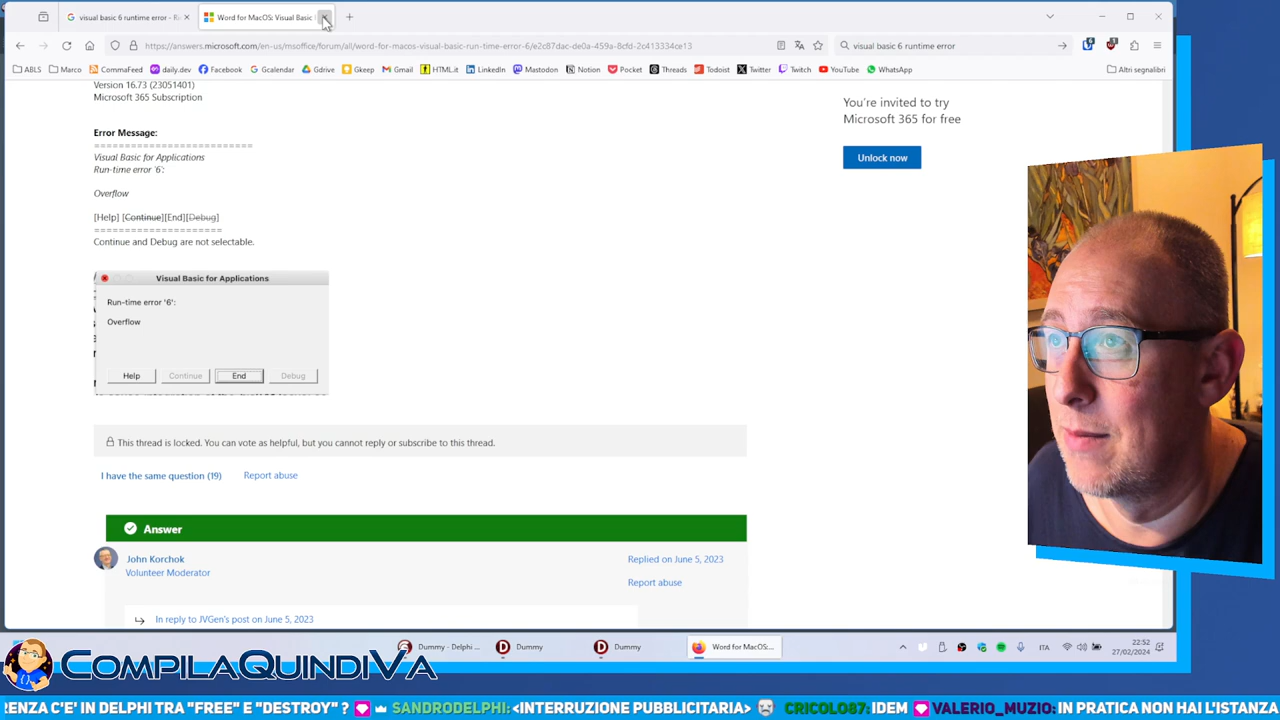 visual basic 6 runtime error - Ri
Word for MacOS: Visual Basic
https://answers.microsoft.com/en-us/msoffice/forum/all/word-for-macos-visual-basic-run-time-error-6/e2c87dac-de0a-459a-8cfd-2c413334ce13
visual basic 6 runtime error
ABLS
Marco
CommaFeed
daily.dev
Facebook
Gcalendar
Gdrive
Gkeep
Gmail
HTML.it
LinkedIn
Mastodon
Notion
Pocket
Threads
Todoist
Twitter
Twitch
YouTube
WhatsApp
Altri segnalibri
Version 16.73 (23051401)
Microsoft 365 Subscription
Error Message:
=========================
Visual Basic for Applications
Run-time error '6':
Overflow
[Help] [Continue][End][Debug]
======================
Continue and Debug are not selectable.
Visual Basic for Applications
Run-time error '6':
Overflow
Help
Continue
End
Debug
You're invited to try
Microsoft 365 for free
Unlock now
This thread is locked. You can vote as helpful, but you cannot reply or subscribe to this thread.
I have the same question (19)
Report abuse
Answer
John Korchok
Volunteer Moderator
Replied on June 5, 2023
Report abuse
In reply to JVGen's post on June 5, 2023
Dummy - Delphi ...
Dummy
Dummy
Word for MacOS:...
ITA
22:52
27/02/2024
COMPILAQUINDIVA
RENZA C'E' IN DELPHI TRA "FREE" E "DESTROY" ? SANDRODELPHI: <INTERRUZIONE PUBBLICITARIA> CRICOLO87: IDEM VALERIO_MUZIO: IN PRATICA NON HAI L'ISTANZA